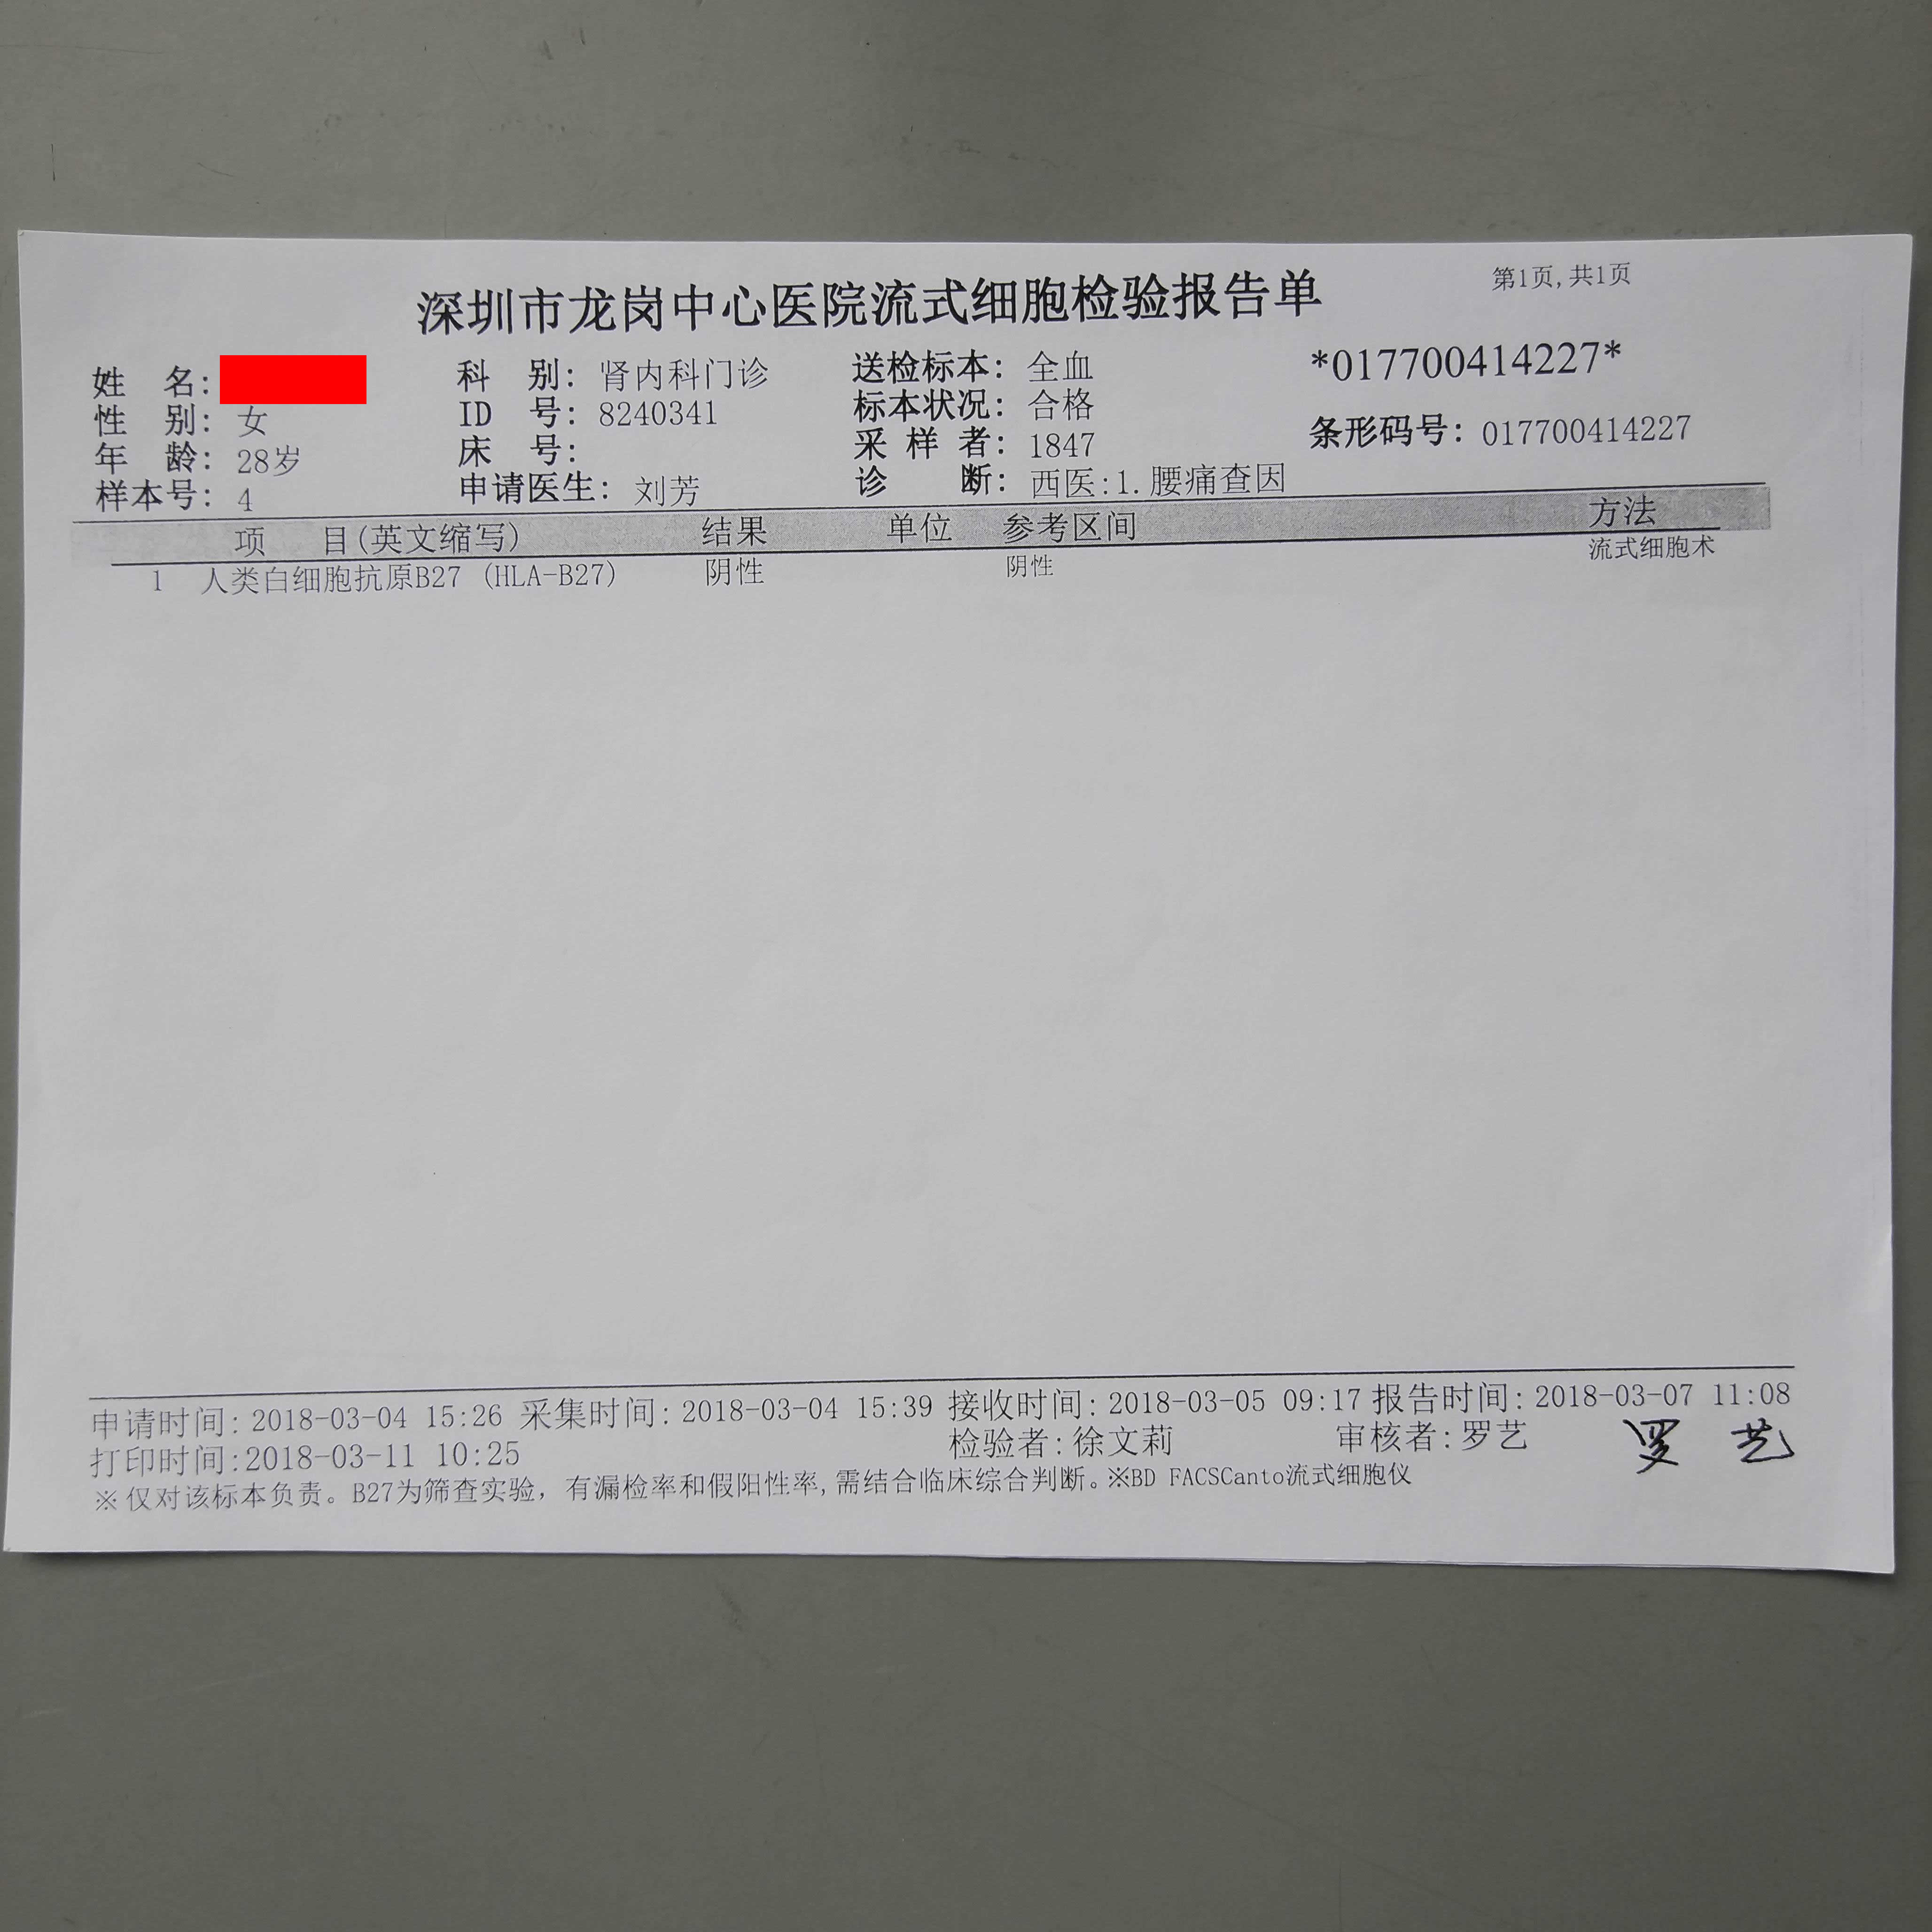 第1页,共1页
深圳市龙岗中心医院流式细胞检验报告单
姓 名: 科 别: 肾内科门诊 送检标本: 全血 *017700414227*
性 别: 女 ID 号: 8240341 标本状况: 合格
年 龄: 28岁 床 号: 采 样 者: 1847 条形码号: 017700414227
样本号: 4 申请医生: 刘芳 诊 断: 西医:1.腰痛查因
项 目(英文缩写) 结果 单位 参考区间 方法
1 人类白细胞抗原B27 (HLA-B27) 阴性 阴性 流式细胞术
申请时间: 2018-03-04 15:26 采集时间: 2018-03-04 15:39 接收时间: 2018-03-05 09:17 报告时间: 2018-03-07 11:08
打印时间:2018-03-11 10:25 检验者:徐文莉 审核者:罗艺 罗艺
※仅对该标本负责。B27为筛查实验，有漏检率和假阳性率,需结合临床综合判断。※BD FACSCanto流式细胞仪